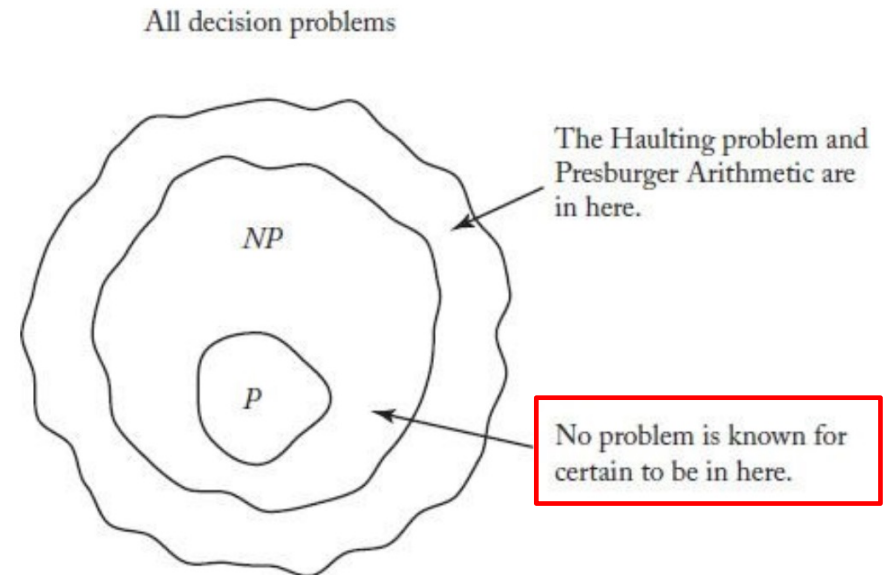 All decision problems
The Haulting problem and
Presburger Arithmetic are
in here.
NP
P
No problem is known for
certain to be in here.